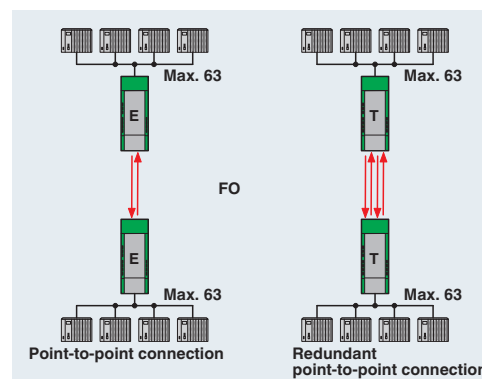 Max. 63
Max. 63
E
T
FO
E
T
Max. 63
Max. 63
Point-to-point connection
Redundant
point-to-point connection